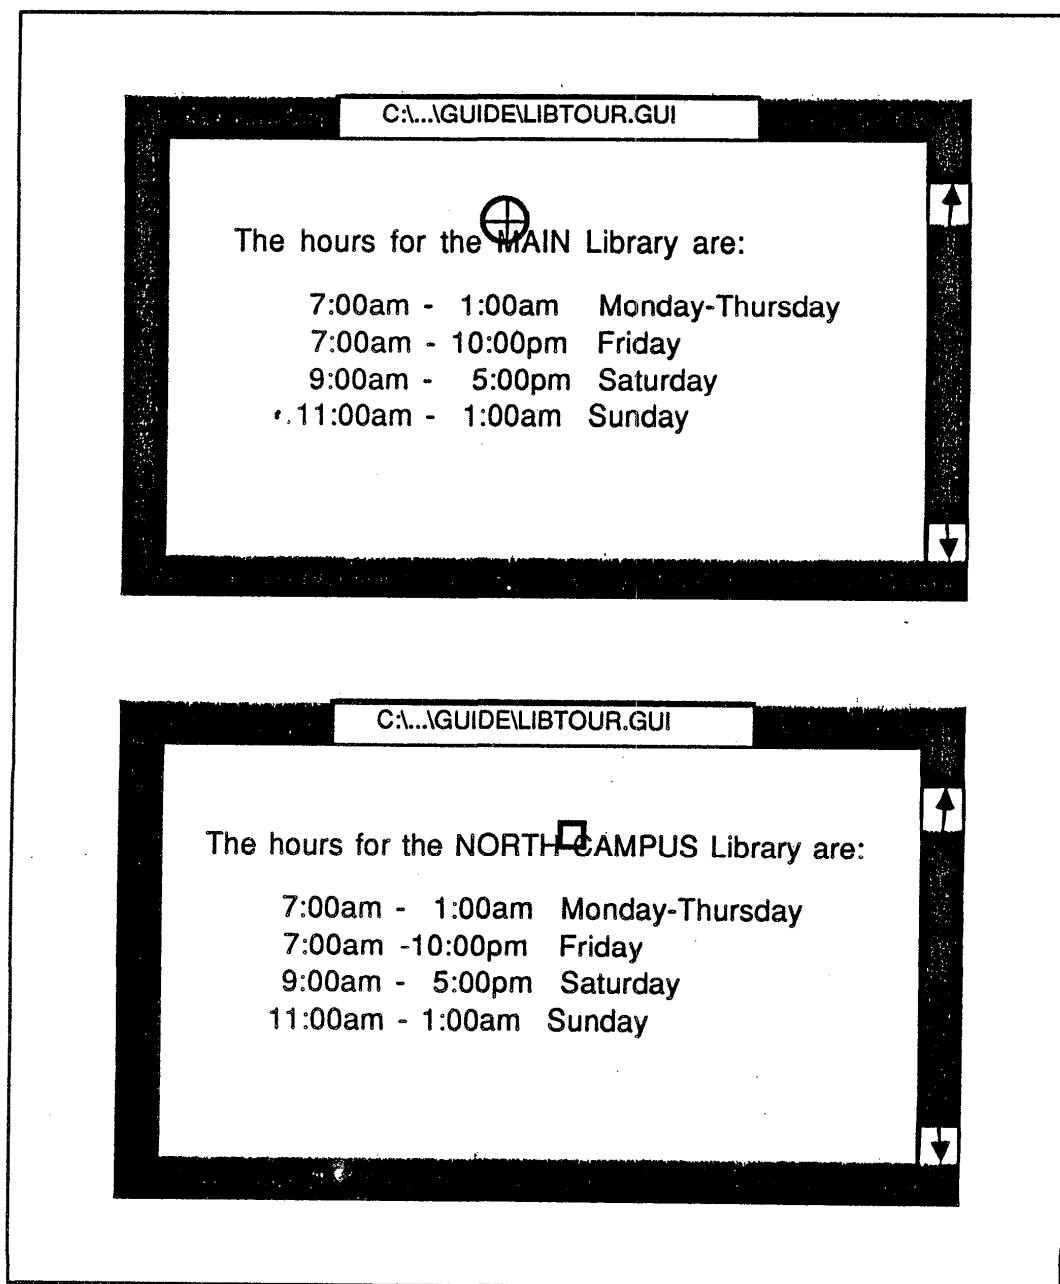 C:\...\GUIDE\LIBTOUR.GUI
The hours for the MAIN Library are:
7:00am - 1:00am Monday-Thursday
7:00am - 10:00pm Friday
9:00am - 5:00pm Saturday
11:00am - 1:00am Sunday
C:\...\GUIDE\LIBTOUR.GUI
The hours for the NORTH CAMPUS Library are:
7:00am - 1:00am Monday-Thursday
7:00am -10:00pm Friday
9:00am - 5:00pm Saturday
11:00am - 1:00am Sunday